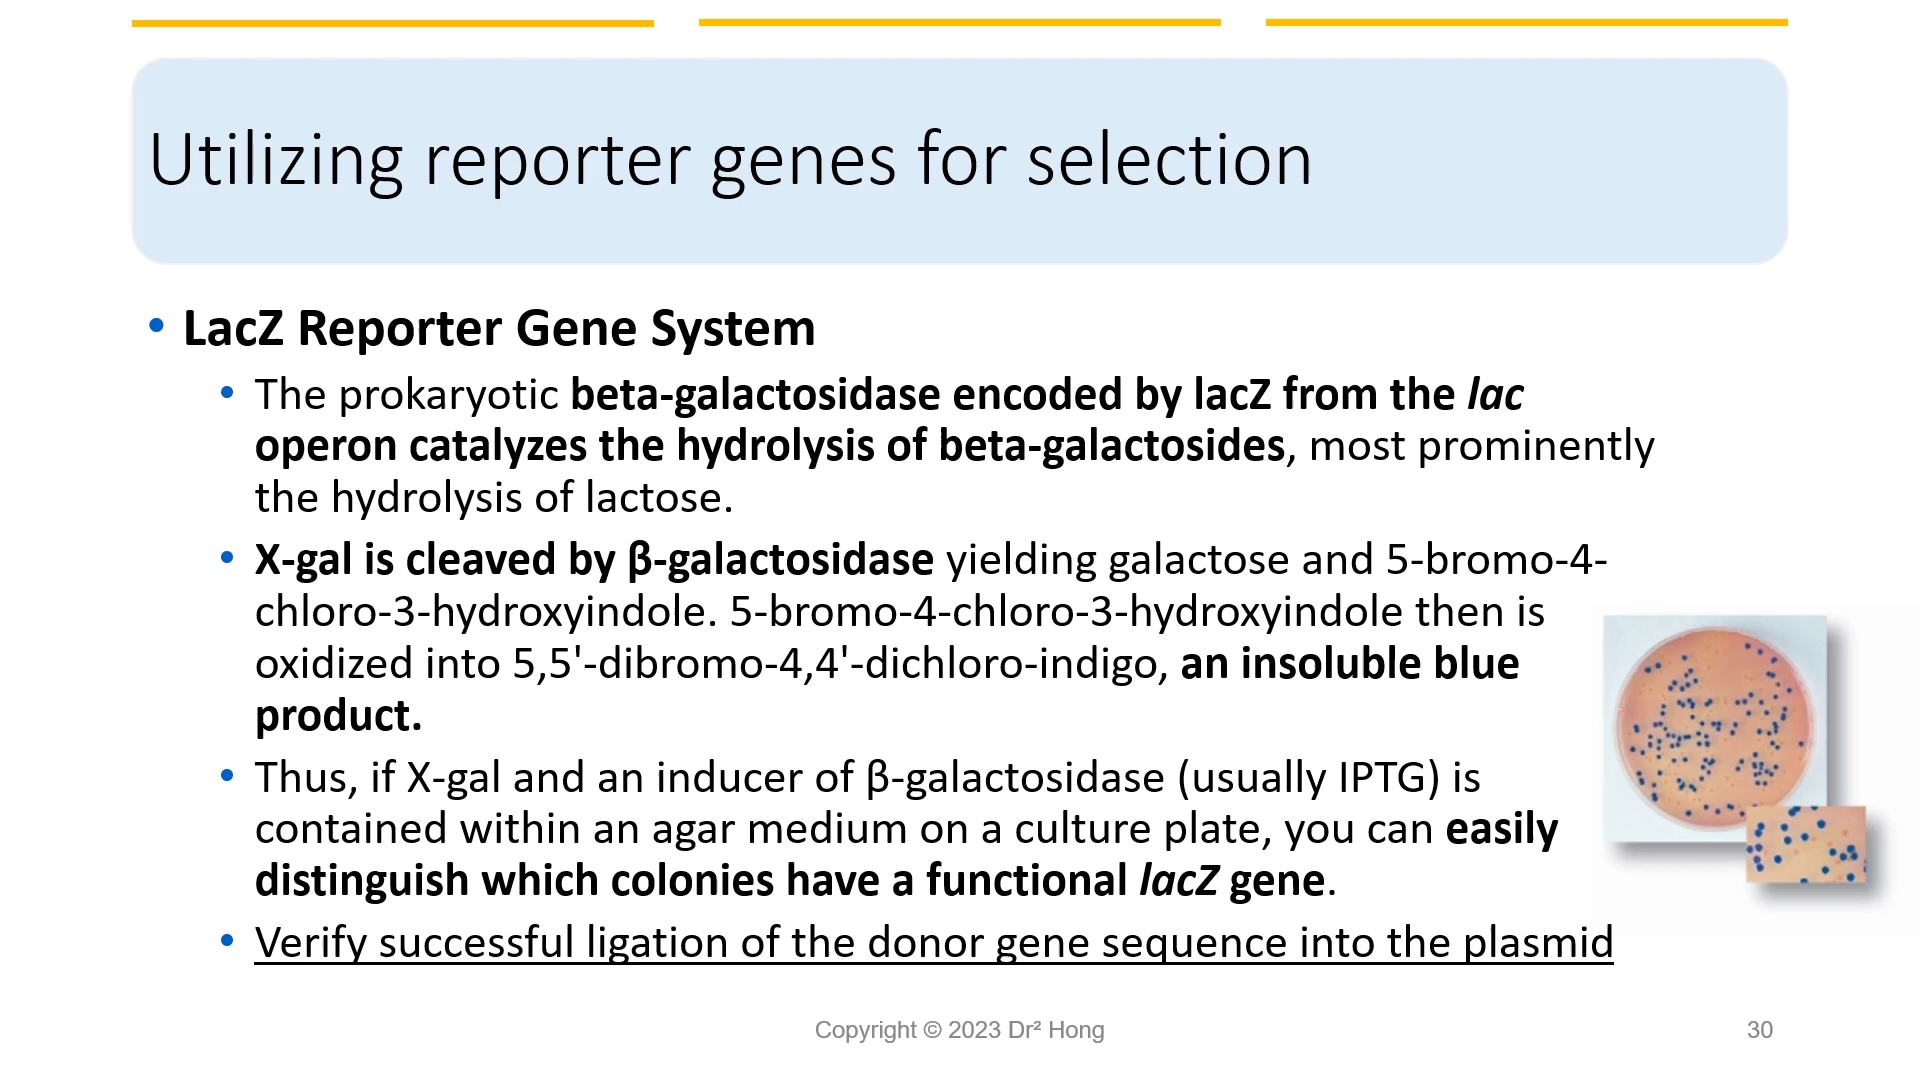 Utilizing reporter genes for selection
• LacZ Reporter Gene System
• The prokaryotic beta-galactosidase encoded by lacZ from the lac
operon catalyzes the hydrolysis of beta-galactosides, most prominently
the hydrolysis of lactose.
• X-gal is cleaved by β-galactosidase yielding galactose and 5-bromo-4-
chloro-3-hydroxyindole. 5-bromo-4-chloro-3-hydroxyindole then is
oxidized into 5,5'-dibromo-4,4'-dichloro-indigo, an insoluble blue
product.
• Thus, if X-gal and an inducer of β-galactosidase (usually IPTG) is
contained within an agar medium on a culture plate, you can easily
distinguish which colonies have a functional lacZ gene.
• Verify successful ligation of the donor gene sequence into the plasmid
Copyright © 2023 Dr² Hong
30